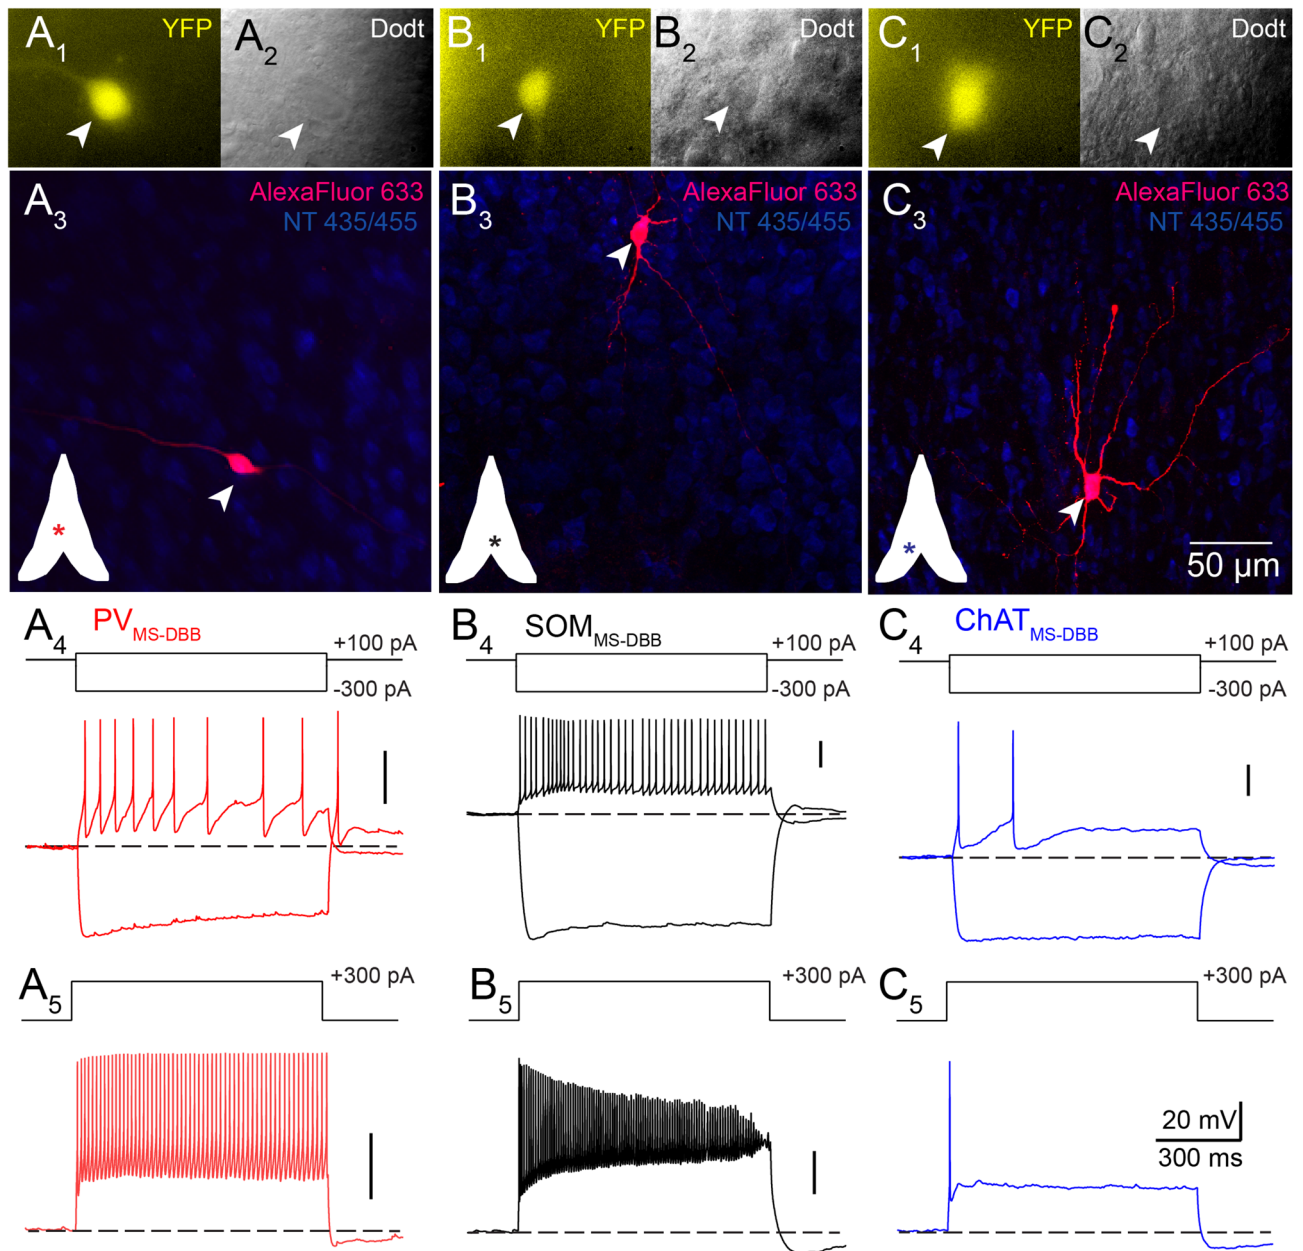 A1 YFP A2 Dodt B1 YFP B2 Dodt C1 YFP C2 Dodt
A3 AlexaFluor 633 B3 AlexaFluor 633 C3 AlexaFluor 633
NT 435/455 NT 435/455 NT 435/455
* * *
50 µm
A4 PVMS-DBB +100 pA B4 SOMMS-DBB +100 pA C4 ChATMS-DBB +100 pA
-300 pA -300 pA -300 pA
A5 +300 pA B5 +300 pA C5 +300 pA
20 mV
300 ms